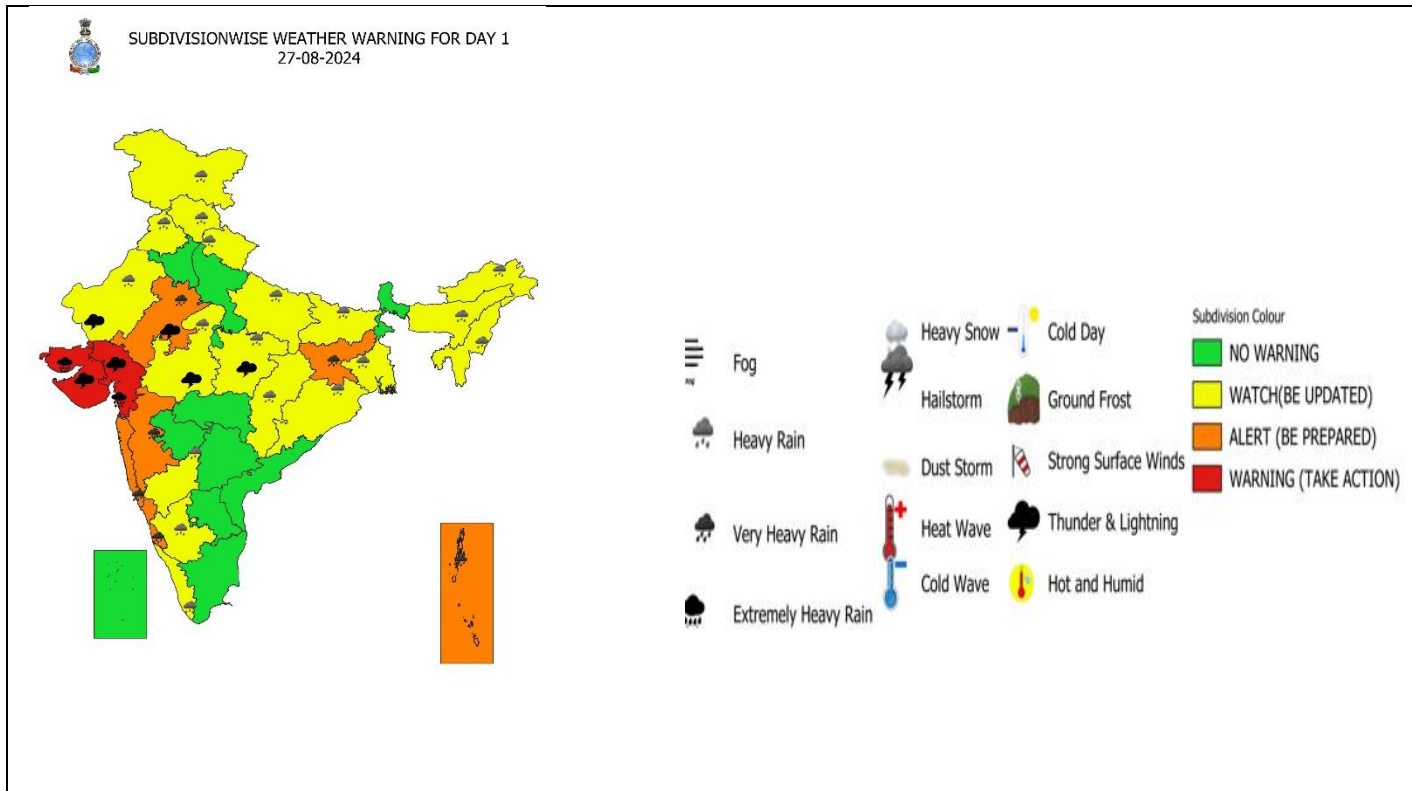 SUBDIVISIONWISE WEATHER WARNING FOR DAY 1
27-08-2024
Fog
Heavy Rain
Very Heavy Rain
Extremely Heavy Rain
Heavy Snow
Hailstorm
Dust Storm
Heat Wave
Cold Wave
Cold Day
Ground Frost
Strong Surface Winds
Thunder & Lightning
Hot and Humid
Subdivision Colour
NO WARNING
WATCH(BE UPDATED)
ALERT (BE PREPARED)
WARNING (TAKE ACTION)